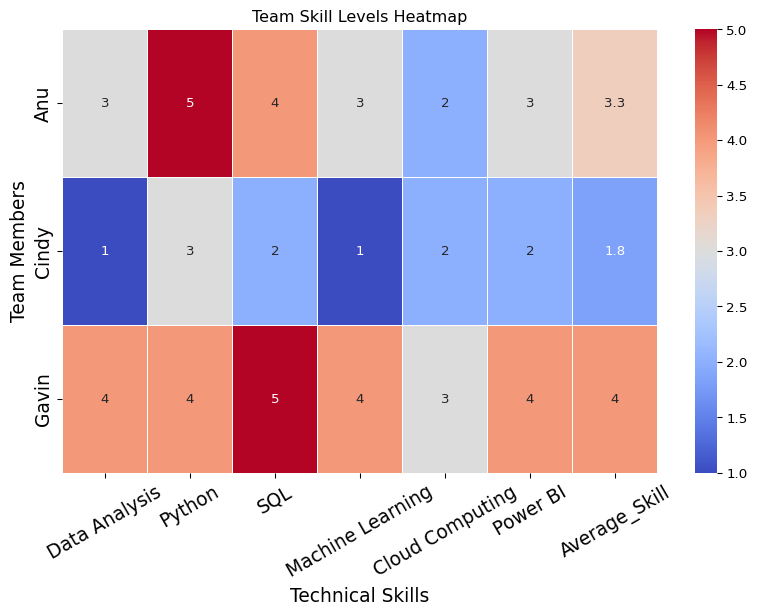 Team Skill Levels Heatmap
Team Members
Anu
3 5 4 3 2 3 3.3
Cindy
1 3 2 1 2 2 1.8
Gavin
4 4 5 4 3 4 4
Data Analysis
Python
SQL
Machine Learning
Cloud Computing
Power BI
Average_Skill
Technical Skills
5.0
4.5
4.0
3.5
3.0
2.5
2.0
1.5
1.0